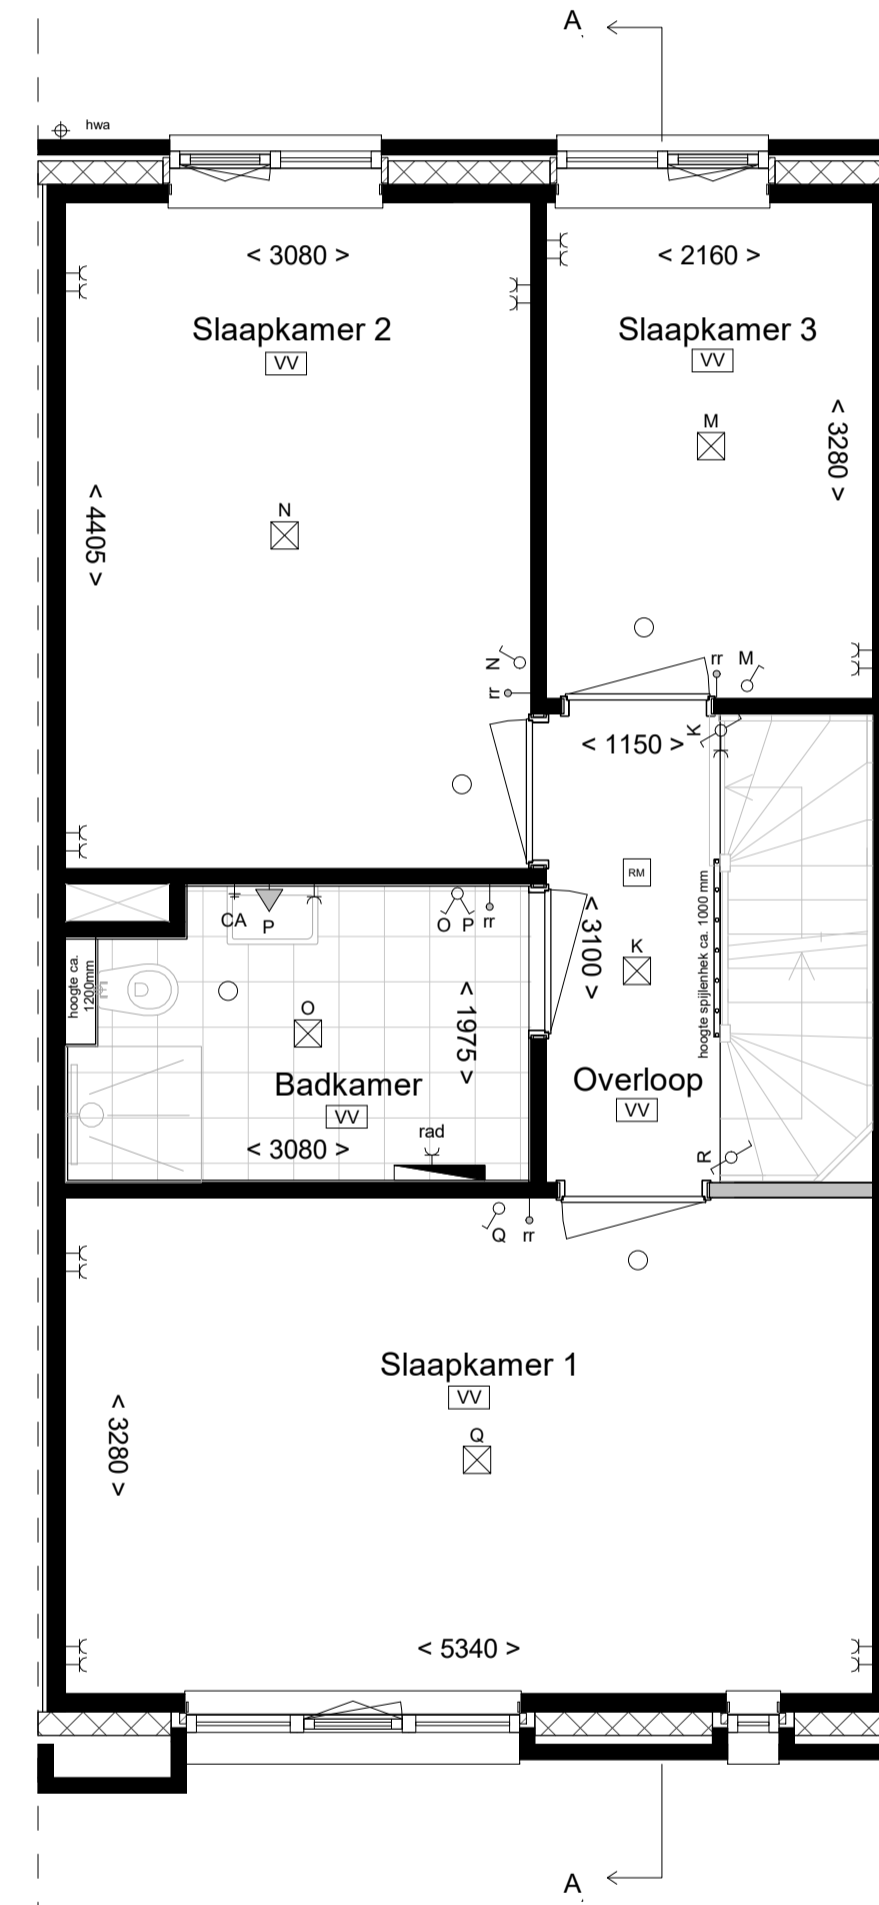 A
hwa
< 3080 >
< 2160 >
Slaapkamer 2
Slaapkamer 3
VV
VV
M
< 3280 >
< 4405 >
N
N
rr
rr
M
K
< 1150 >
RM
hoogte spijlenhek ca. 1000 mm
CA
P
O P
rr
< 3100 >
K
hoogte ca.
1200mm
O
< 1975 >
Badkamer
VV
Overloop
VV
rad
< 3080 >
R
Q
rr
Slaapkamer 1
VV
Q
< 3280 >
< 5340 >
A